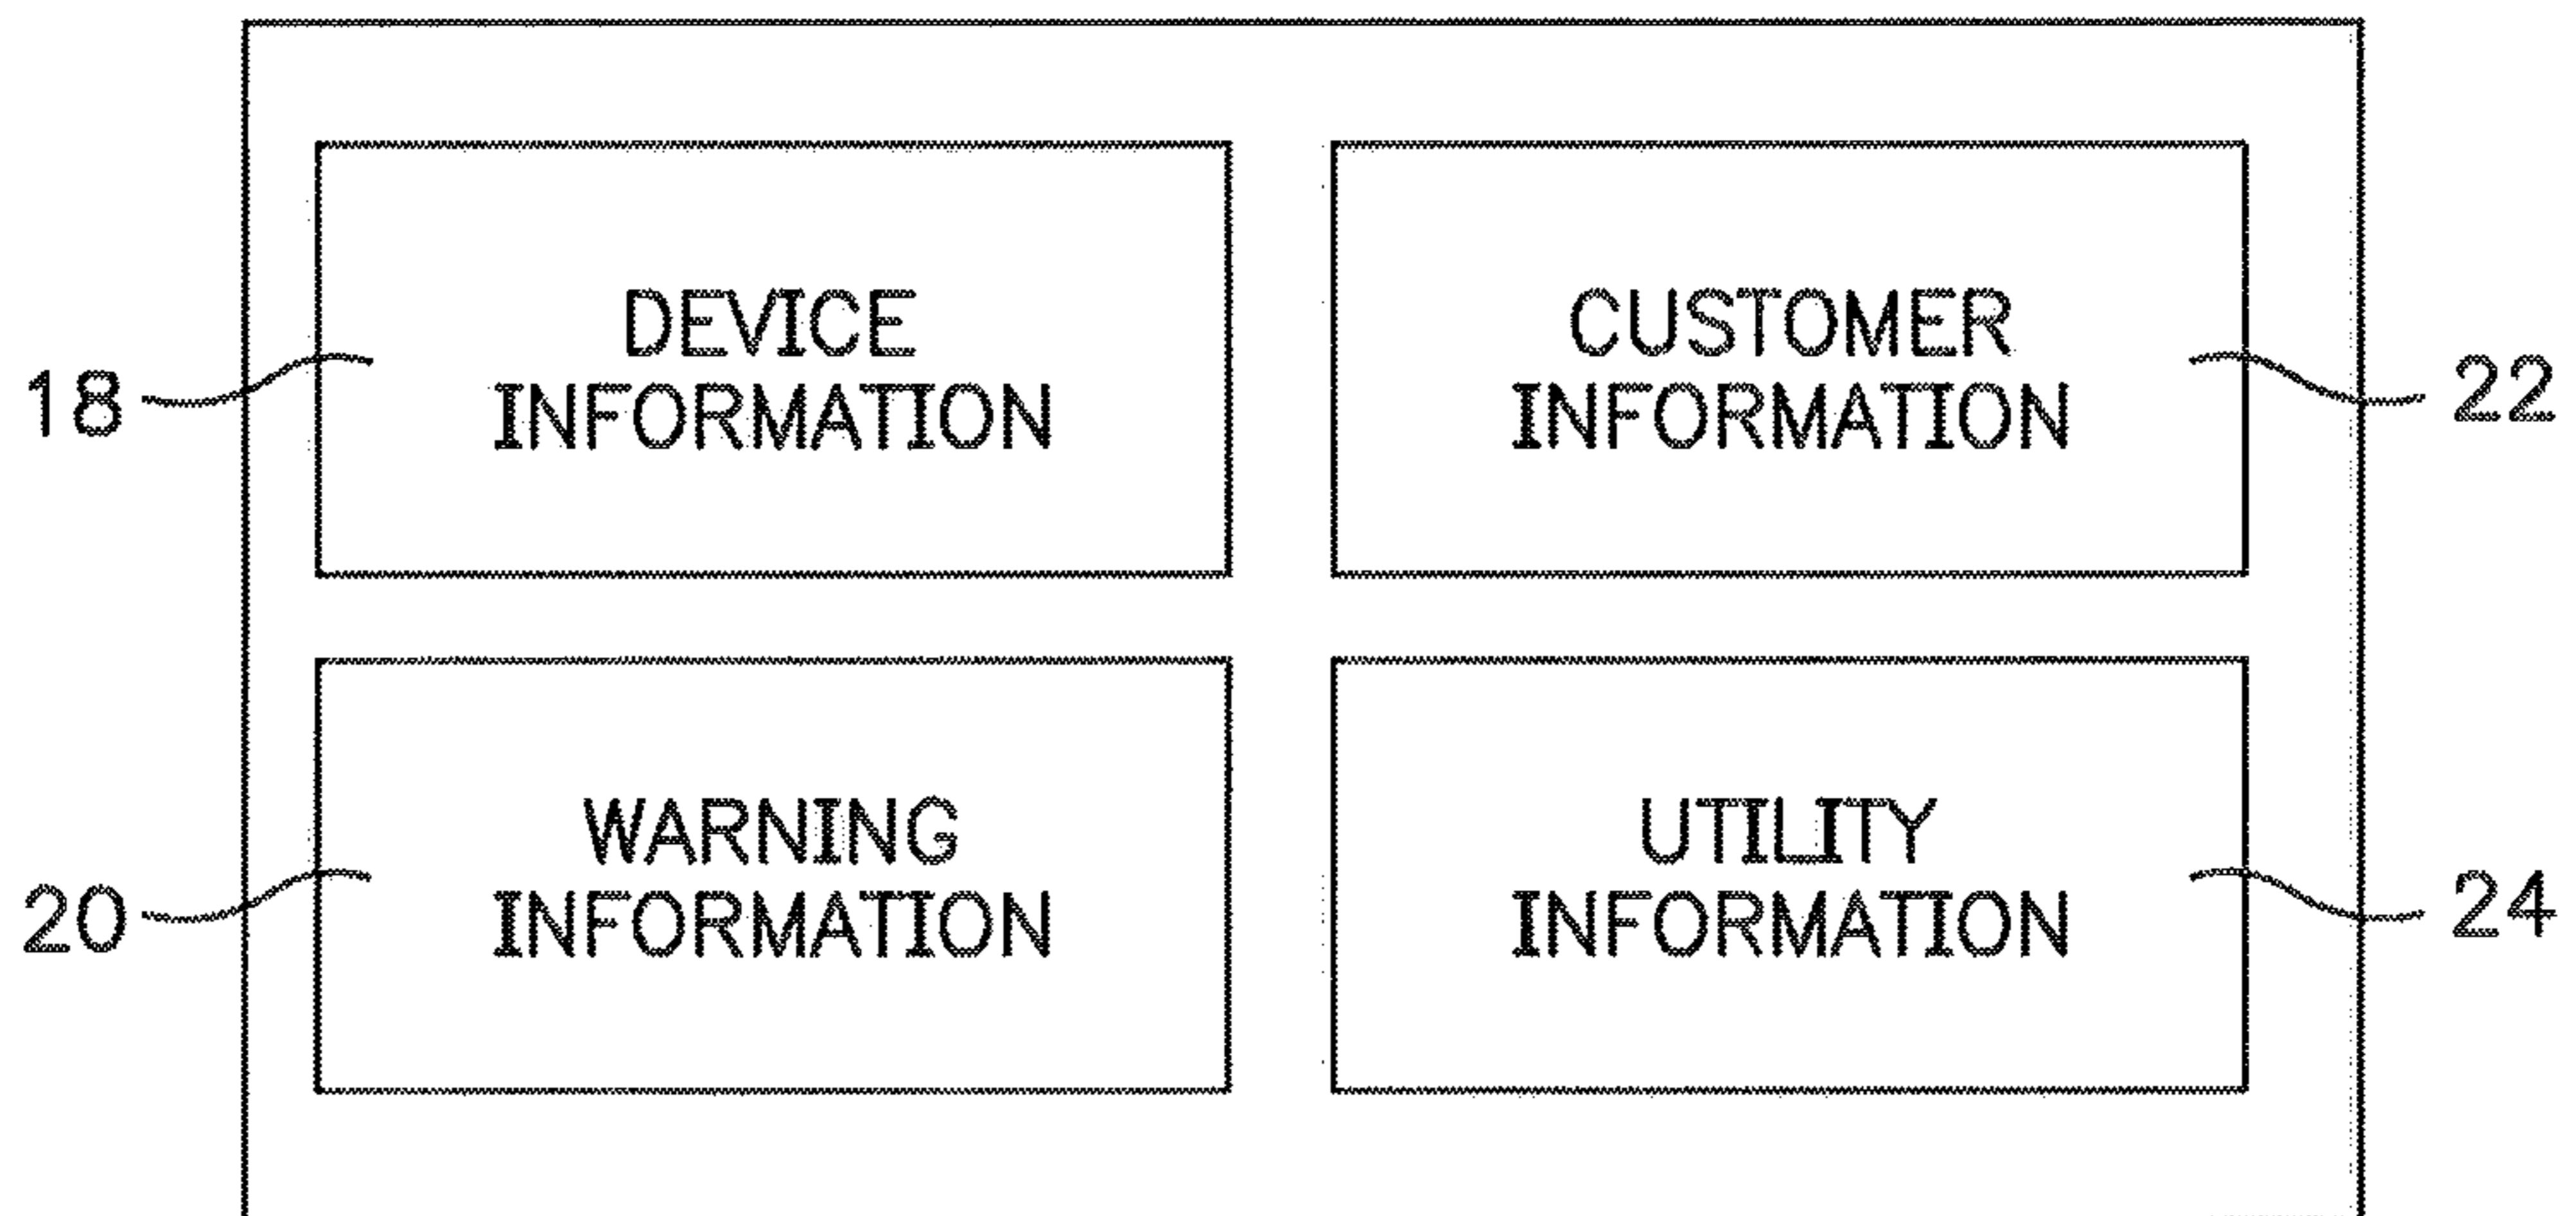 DEVICE
INFORMATION
18
CUSTOMER
INFORMATION
22
WARNING
INFORMATION
20
UTILITY
INFORMATION
24